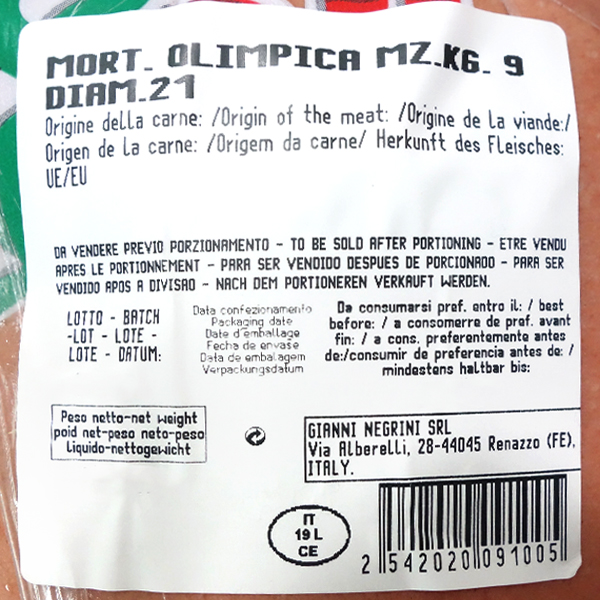 MORT. OLIMPICA MZ.KG. 9
DIAM.21
Origine della carne: /Origin of the meat: /Origine de la viande:/
Origen de la carne: /Origem da carne/ Herkunft des Fleisches:
UE/EU
DA VENDERE PREVIO PORZIONAMENTO - TO BE SOLD AFTER PORTIONING - ETRE VENDU
APRES LE PORTIONNEMENT - PARA SER VENDIDO DESPUES DE PORCIONADO - PARA SER
VENDIDO APOS A DIVISAO - NACH DEM PORTIONEREN VERKAUFT WERDEN.
LOTTO - BATCH
-LOT - LOTE -
LOTE - DATUM:
Data confezionamento
Packaging date
Date d'emballage
Fecha de envase
Data de embalagem
Verpackungsdatum
Da consumarsi pref. entro il: / best
before: / a consomerre de pref. avant
fin: / a cons. preferentemente antes
de:/consumir de preferencia antes de: /
mindestens haltbar bis:
Peso netto-net weight
poid net-peso neto-peso
liquido-nettogewicht
GIANNI NEGRINI SRL
Via Alberelli, 28-44045 Renazzo (FE),
ITALY.
IT
19 L
CE
2 542020 091005